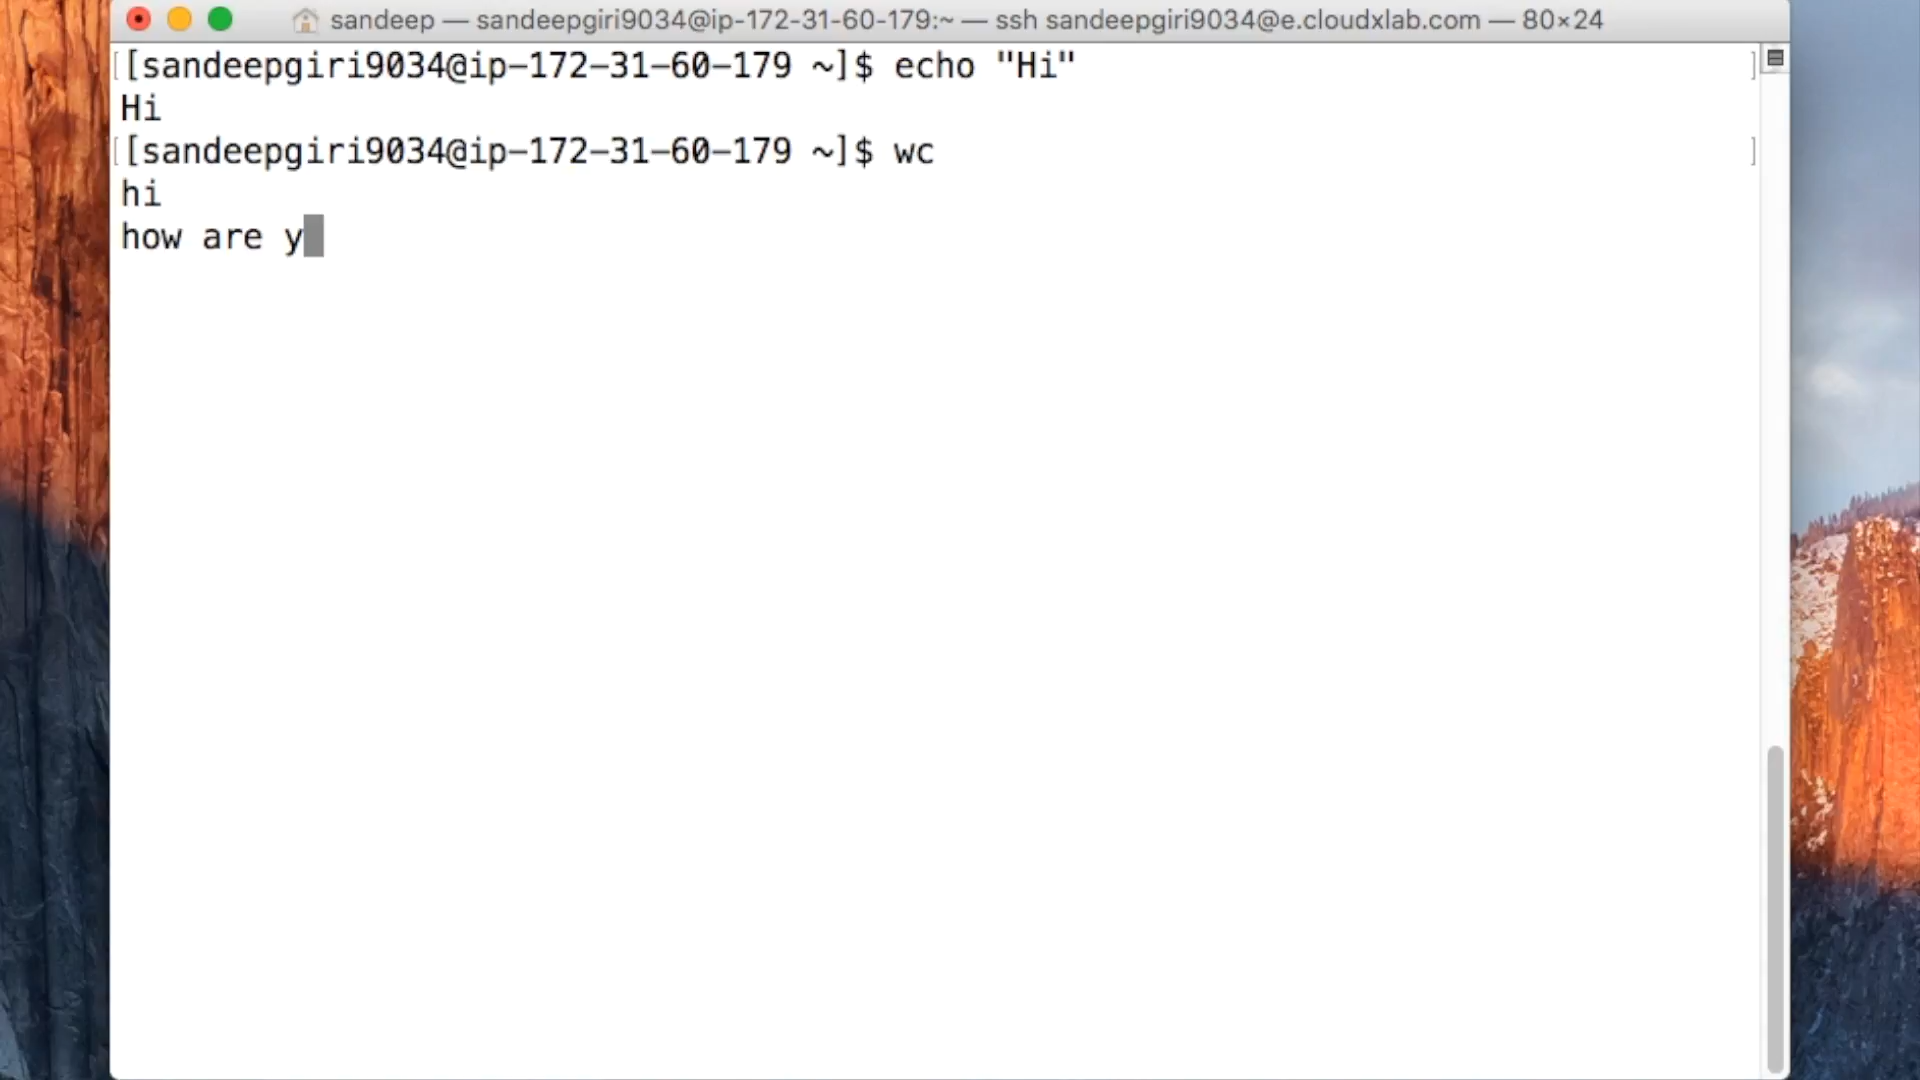 sandeep — sandeepgiri9034@ip-172-31-60-179:~ — ssh sandeepgiri9034@e.cloudxlab.com — 80×24
[[sandeepgiri9034@ip-172-31-60-179 ~]$ echo "Hi" ]
Hi
[[sandeepgiri9034@ip-172-31-60-179 ~]$ wc ]
hi
how are y